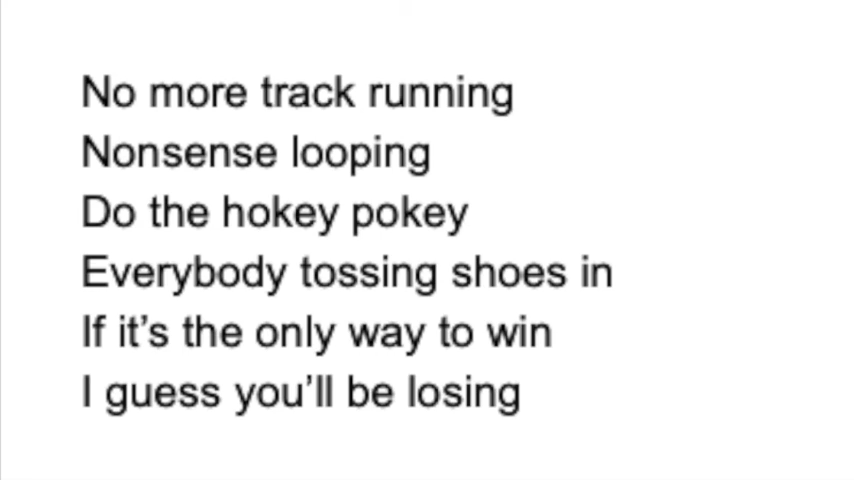 No more track running
Nonsense looping
Do the hokey pokey
Everybody tossing shoes in
If it’s the only way to win
I guess you’ll be losing